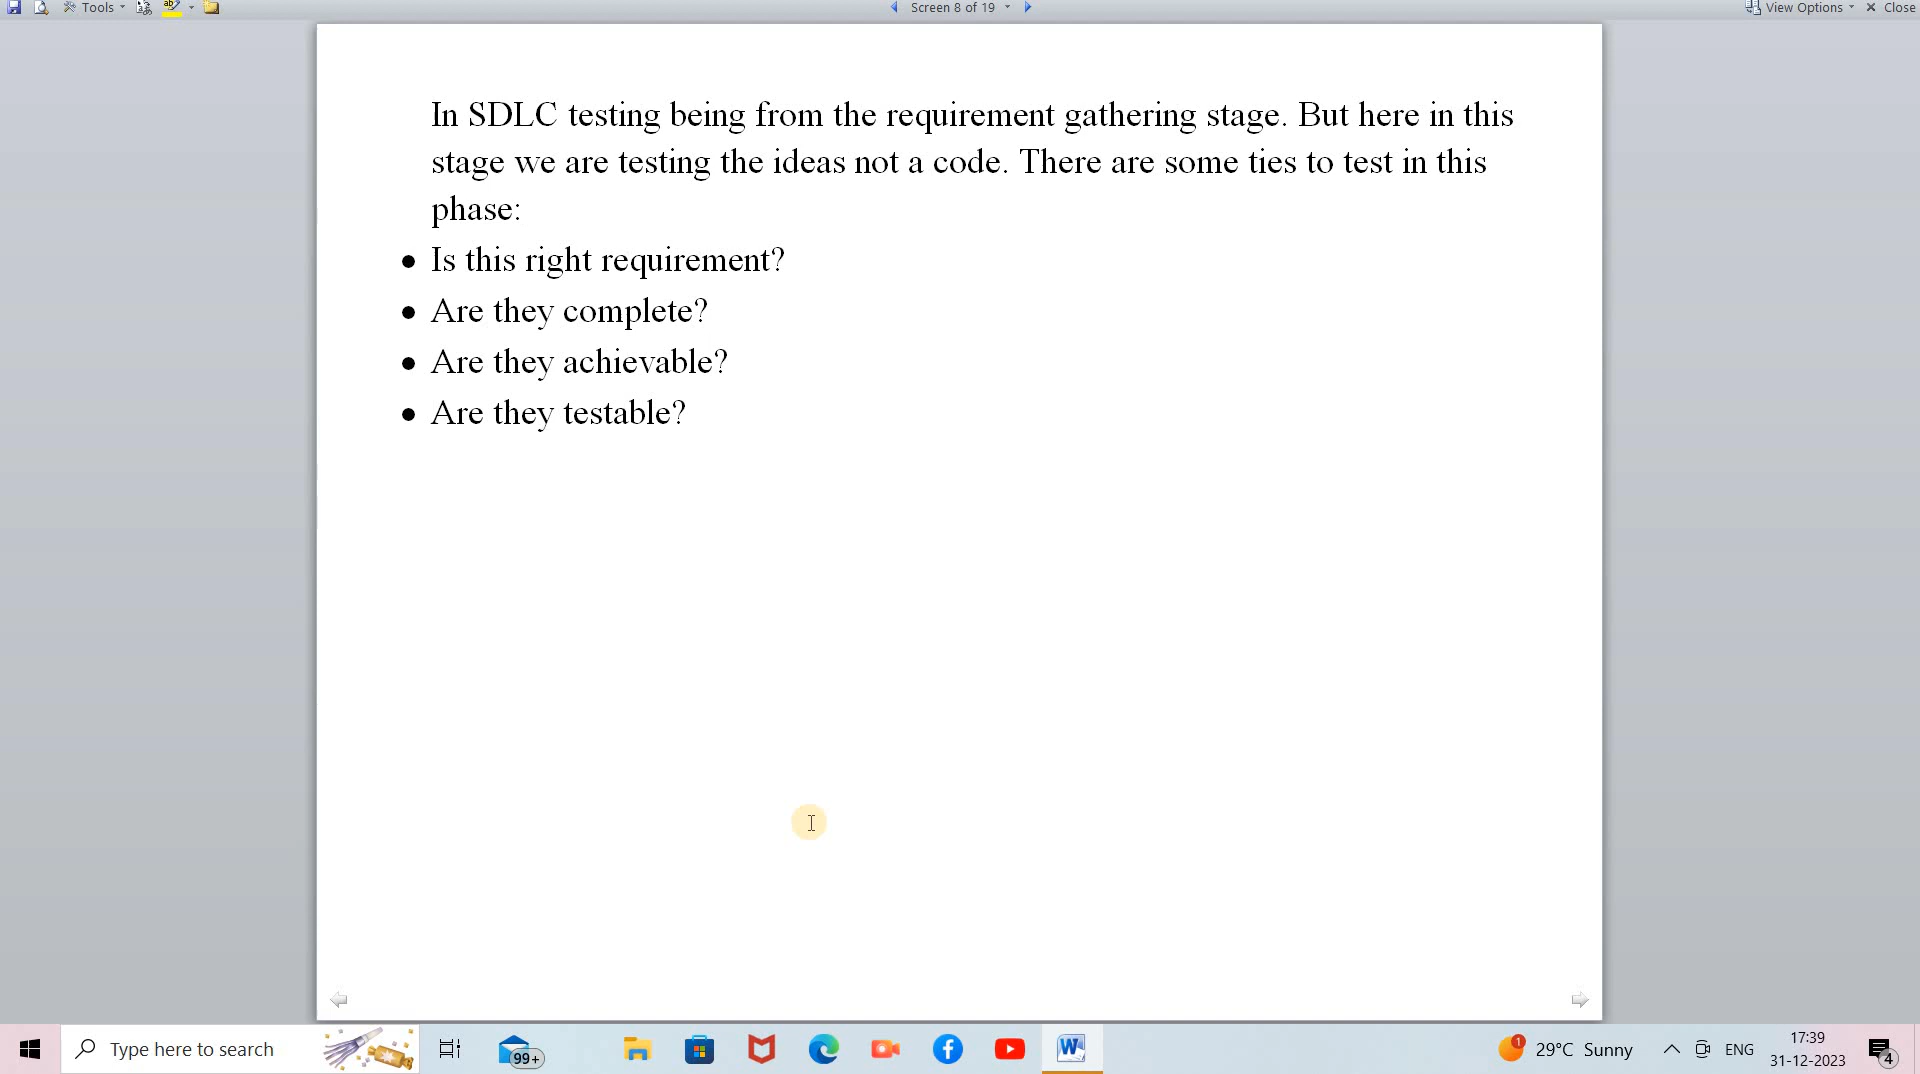 Tools
Screen 8 of 19
View Options
Close
In SDLC testing being from the requirement gathering stage. But here in this
stage we are testing the ideas not a code. There are some ties to test in this
phase:
• Is this right requirement?
• Are they complete?
• Are they achievable?
• Are they testable?
Type here to search
99+
1
29°C Sunny
ENG
17:39
31-12-2023
4